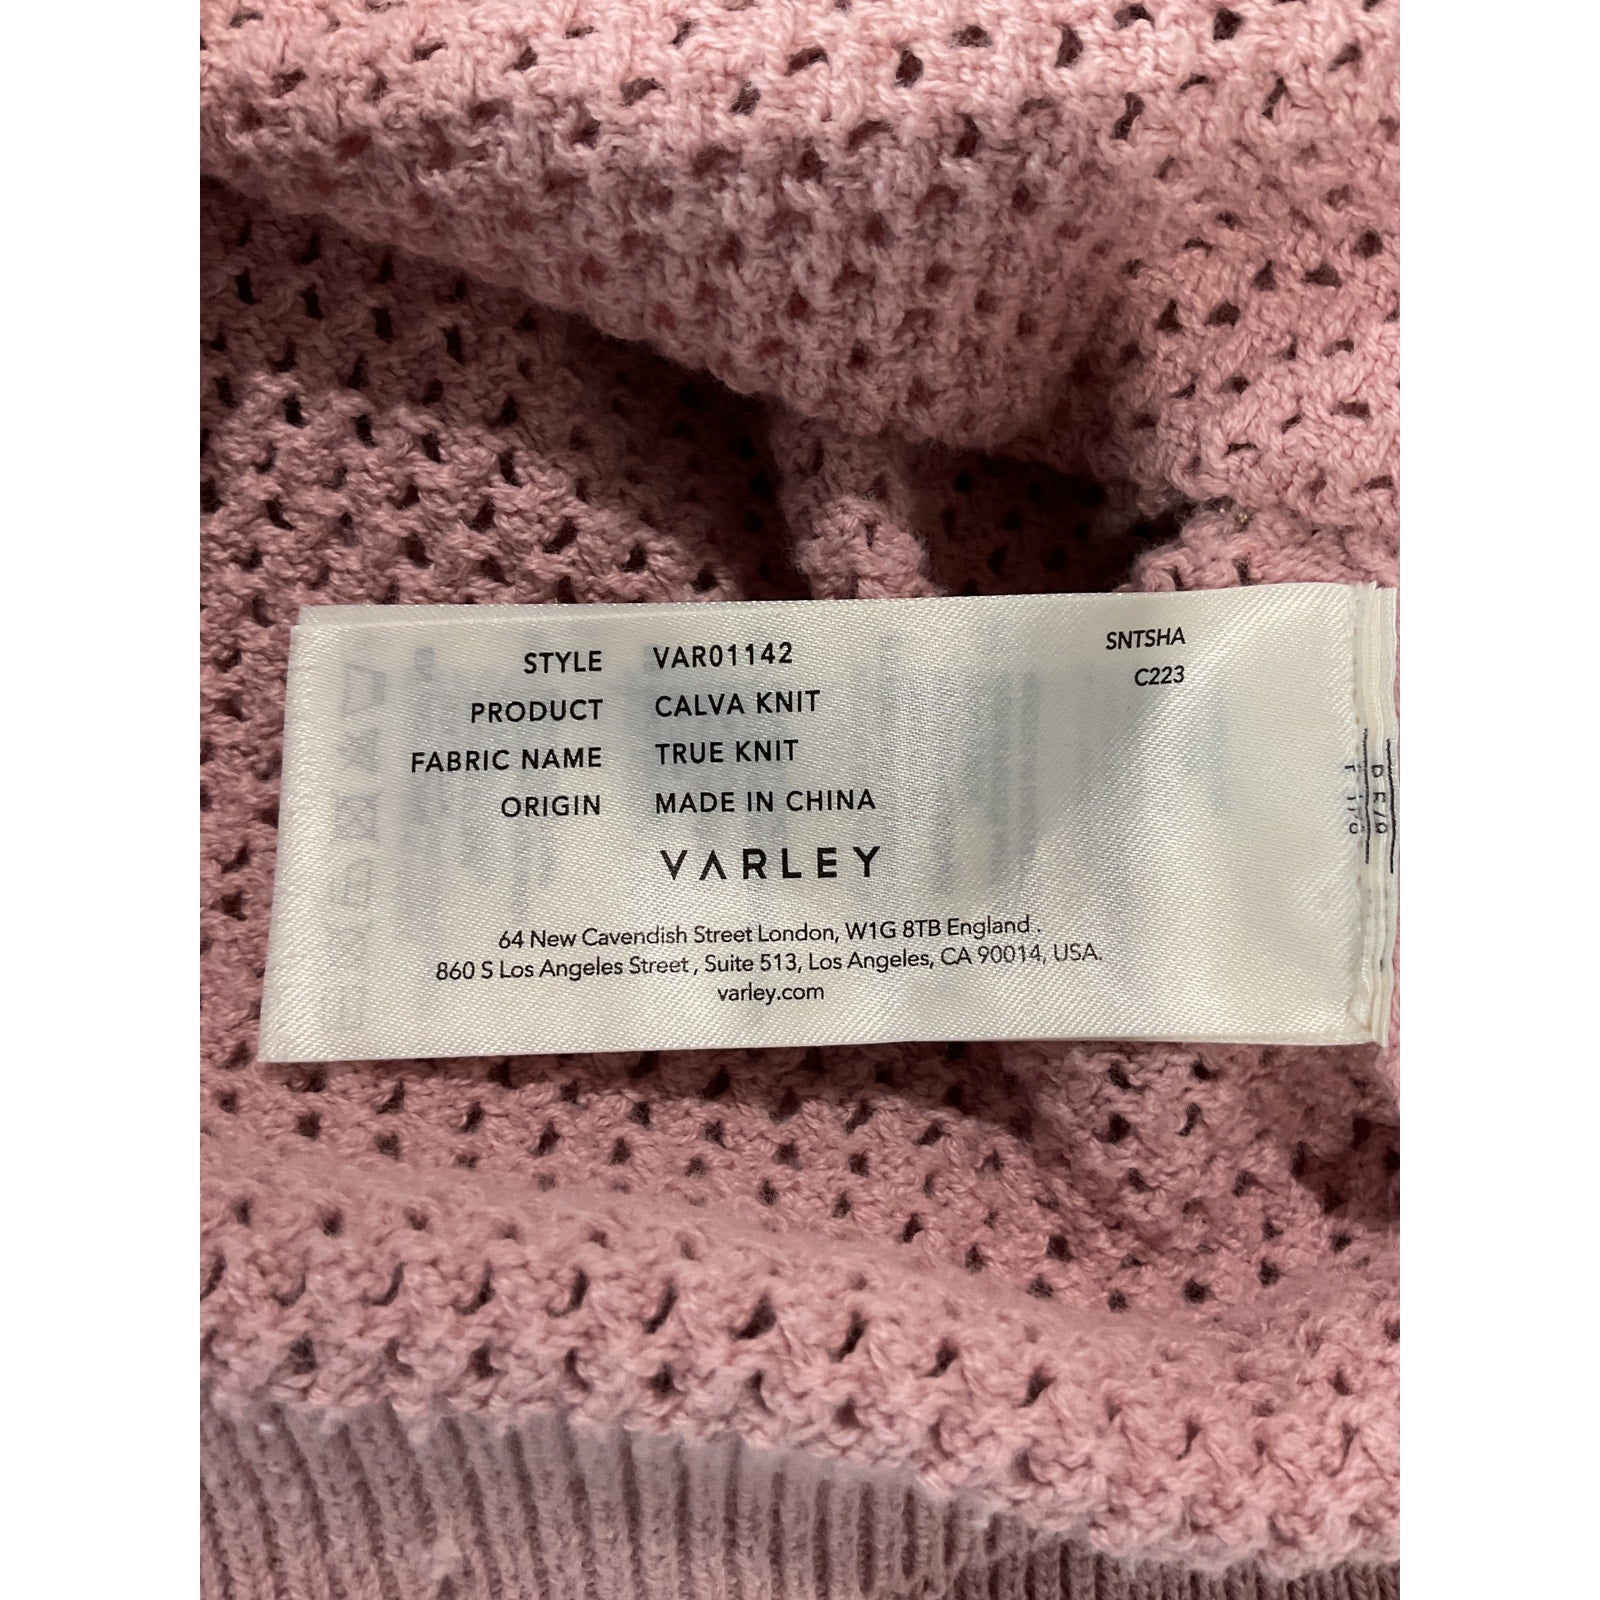 STYLE VAR01142
PRODUCT CALVA KNIT
FABRIC NAME TRUE KNIT
ORIGIN MADE IN CHINA
SNTSHA
C223
VARLEY
64 New Cavendish Street London, W1G 8TB England .
860 S Los Angeles Street , Suite 513, Los Angeles, CA 90014, USA.
varley.com